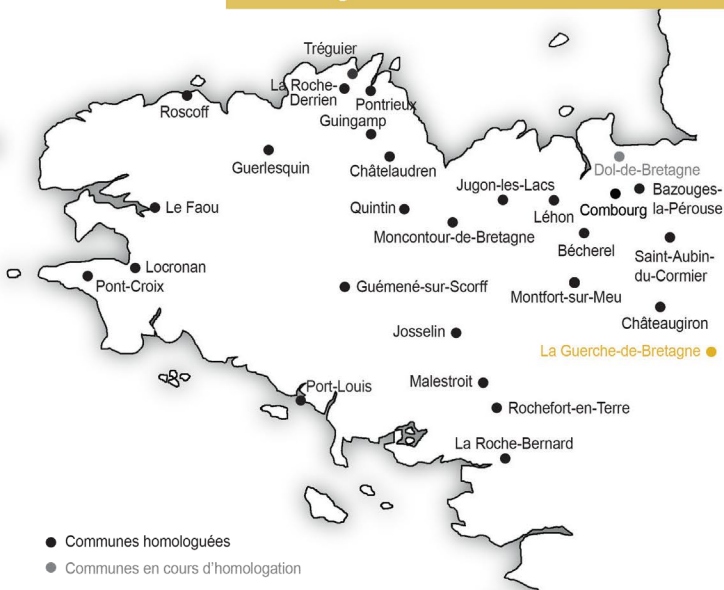 Tréguier
La Roche-
Derrien
Pontrieux
Roscoff
Guingamp
Guerlesquin
Châtelaudren
Dol-de-Bretagne
Jugon-les-Lacs
Bazouges-
la-Pérouse
Le Faou
Quintin
Léhon
Combourg
Moncontour-de-Bretagne
Bécherel
Saint-Aubin-
du-Cormier
Locronan
Pont-Croix
Guémené-sur-Scorff
Montfort-sur-Meu
Châteaugiron
Josselin
La Guerche-de-Bretagne
Port-Louis
Malestroit
Rochefort-en-Terre
La Roche-Bernard
Communes homologuées
Communes en cours d'homologation